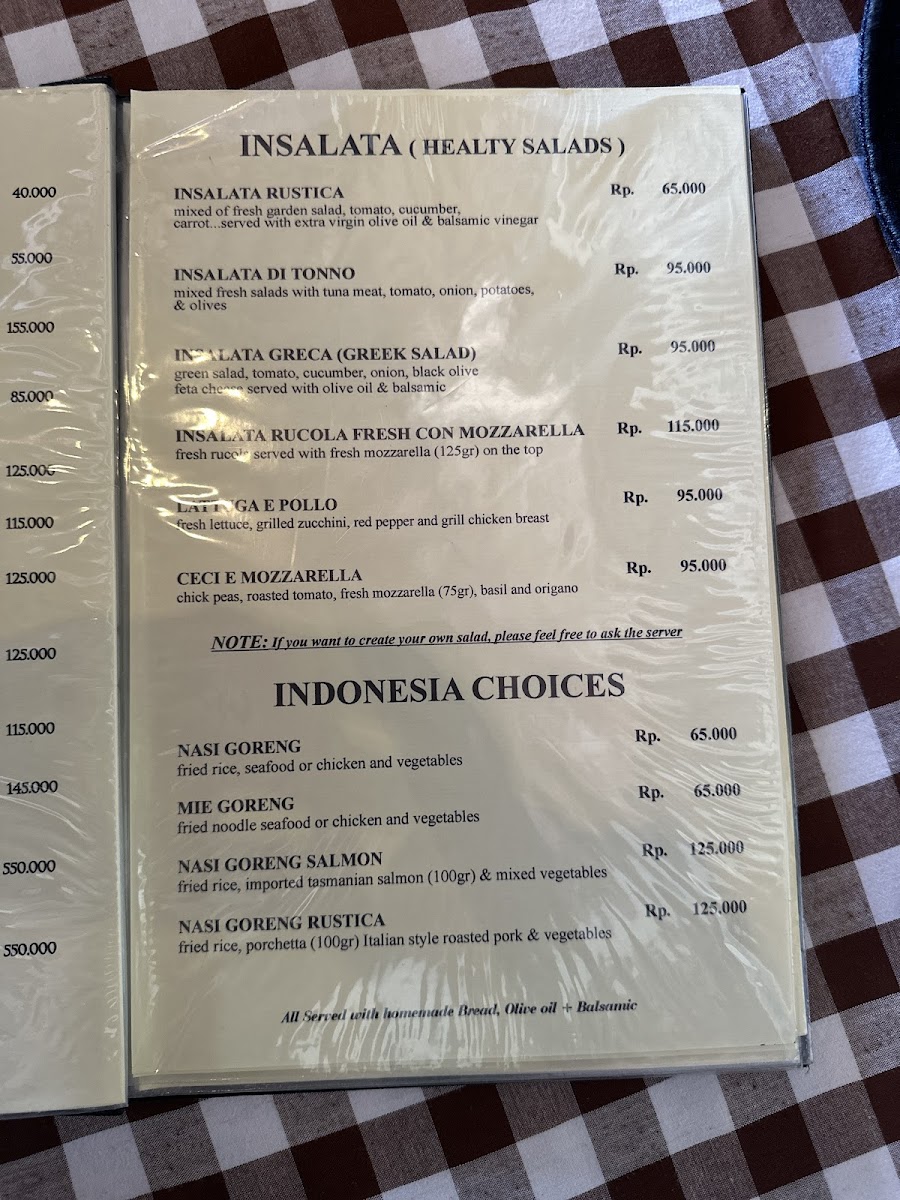 40.000
55.000
155.000
85.000
125.000
115.000
125.000
125.000
115.000
145.000
550.000
550.000
INSALATA ( HEALTY SALADS )
INSALATA RUSTICA Rp. 65.000
mixed of fresh garden salad, tomato, cucumber,
carrot...served with extra virgin olive oil & balsamic vinegar
INSALATA DI TONNO Rp. 95.000
mixed fresh salads with tuna meat, tomato, onion, potatoes,
& olives
INSALATA GRECA (GREEK SALAD) Rp. 95.000
green salad, tomato, cucumber, onion, black olive
feta cheese served with olive oil & balsamic
INSALATA RUCOLA FRESH CON MOZZARELLA Rp. 115.000
fresh rucola served with fresh mozzarella (125gr) on the top
LATTUGA E POLLO Rp. 95.000
fresh lettuce, grilled zucchini, red pepper and grill chicken breast
CECI E MOZZARELLA Rp. 95.000
chick peas, roasted tomato, fresh mozzarella (75gr), basil and origano
NOTE: If you want to create your own salad, please feel free to ask the server
INDONESIA CHOICES
NASI GORENG Rp. 65.000
fried rice, seafood or chicken and vegetables
MIE GORENG Rp. 65.000
fried noodle seafood or chicken and vegetables
NASI GORENG SALMON Rp. 125.000
fried rice, imported tasmanian salmon (100gr) & mixed vegetables
NASI GORENG RUSTICA Rp. 125.000
fried rice, porchetta (100gr) Italian style roasted pork & vegetables
All Served with homemade Bread, Olive oil + Balsamic